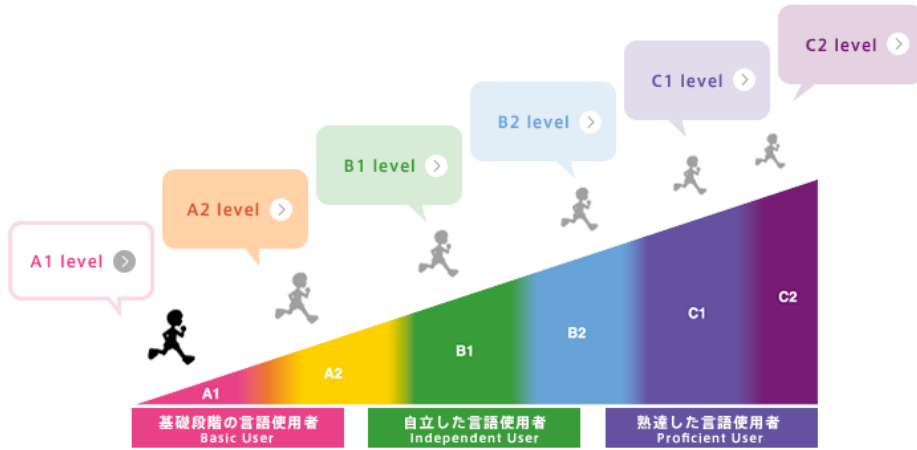 C2 level
C1 level
B2 level
B1 level
A2 level
A1 level
A1
A2
B1
B2
C1
C2
基礎段階の言語使用者
Basic User
自立した言語使用者
Independent User
熟達した言語使用者
Proficient User